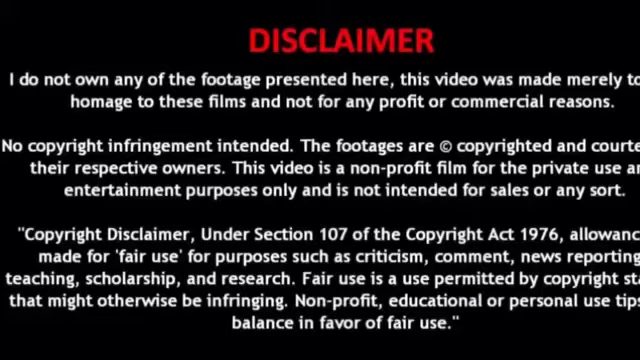 DISCLAIMER
I do not own any of the footage presented here, this video was made merely to
homage to these films and not for any profit or commercial reasons.
No copyright infringement intended. The footages are © copyrighted and courte
their respective owners. This video is a non-profit film for the private use a
entertainment purposes only and is not intended for sales or any sort.
"Copyright Disclaimer, Under Section 107 of the Copyright Act 1976, allowanc
made for 'fair use' for purposes such as criticism, comment, news reporting
teaching, scholarship, and research. Fair use is a use permitted by copyright sta
that might otherwise be infringing. Non-profit, educational or personal use tips
balance in favor of fair use."